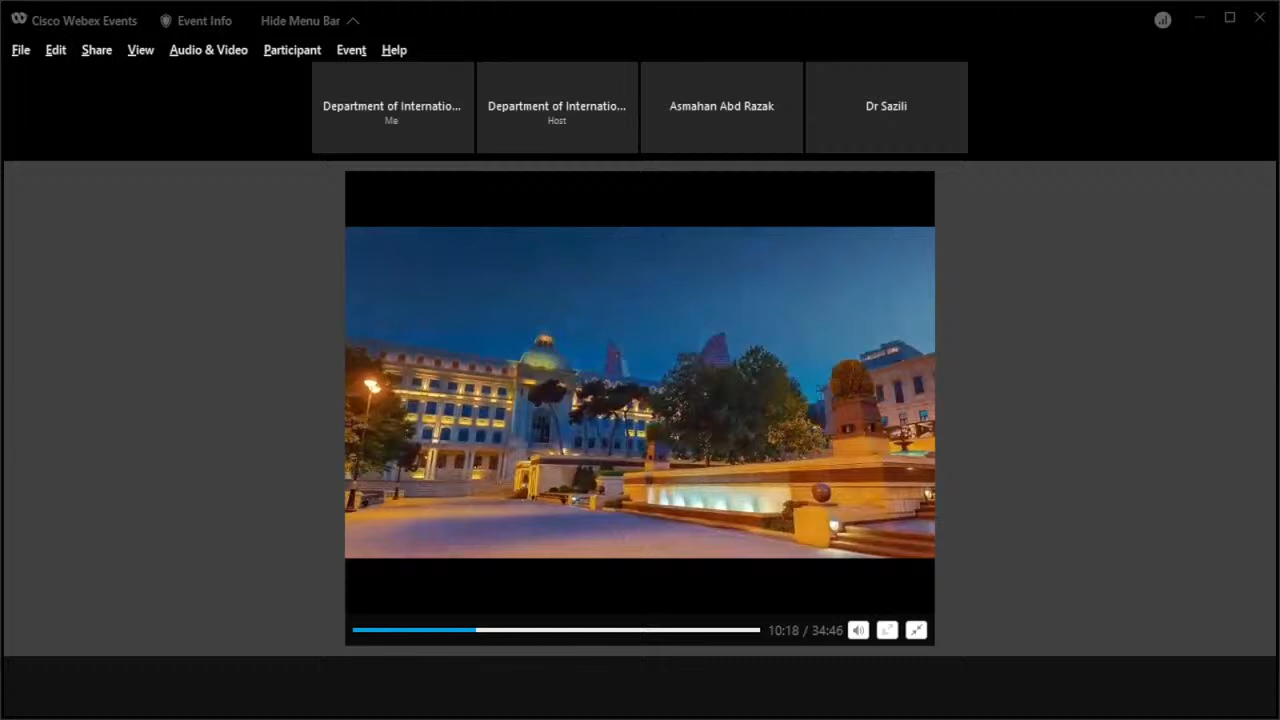 Cisco Webex Events Event Info Hide Menu Bar
File Edit Share View Audio & Video Participant Event Help
Department of Internatio... Department of Internatio... Asmahan Abd Razak Dr Sazili
Me Host
10:18 / 34:46